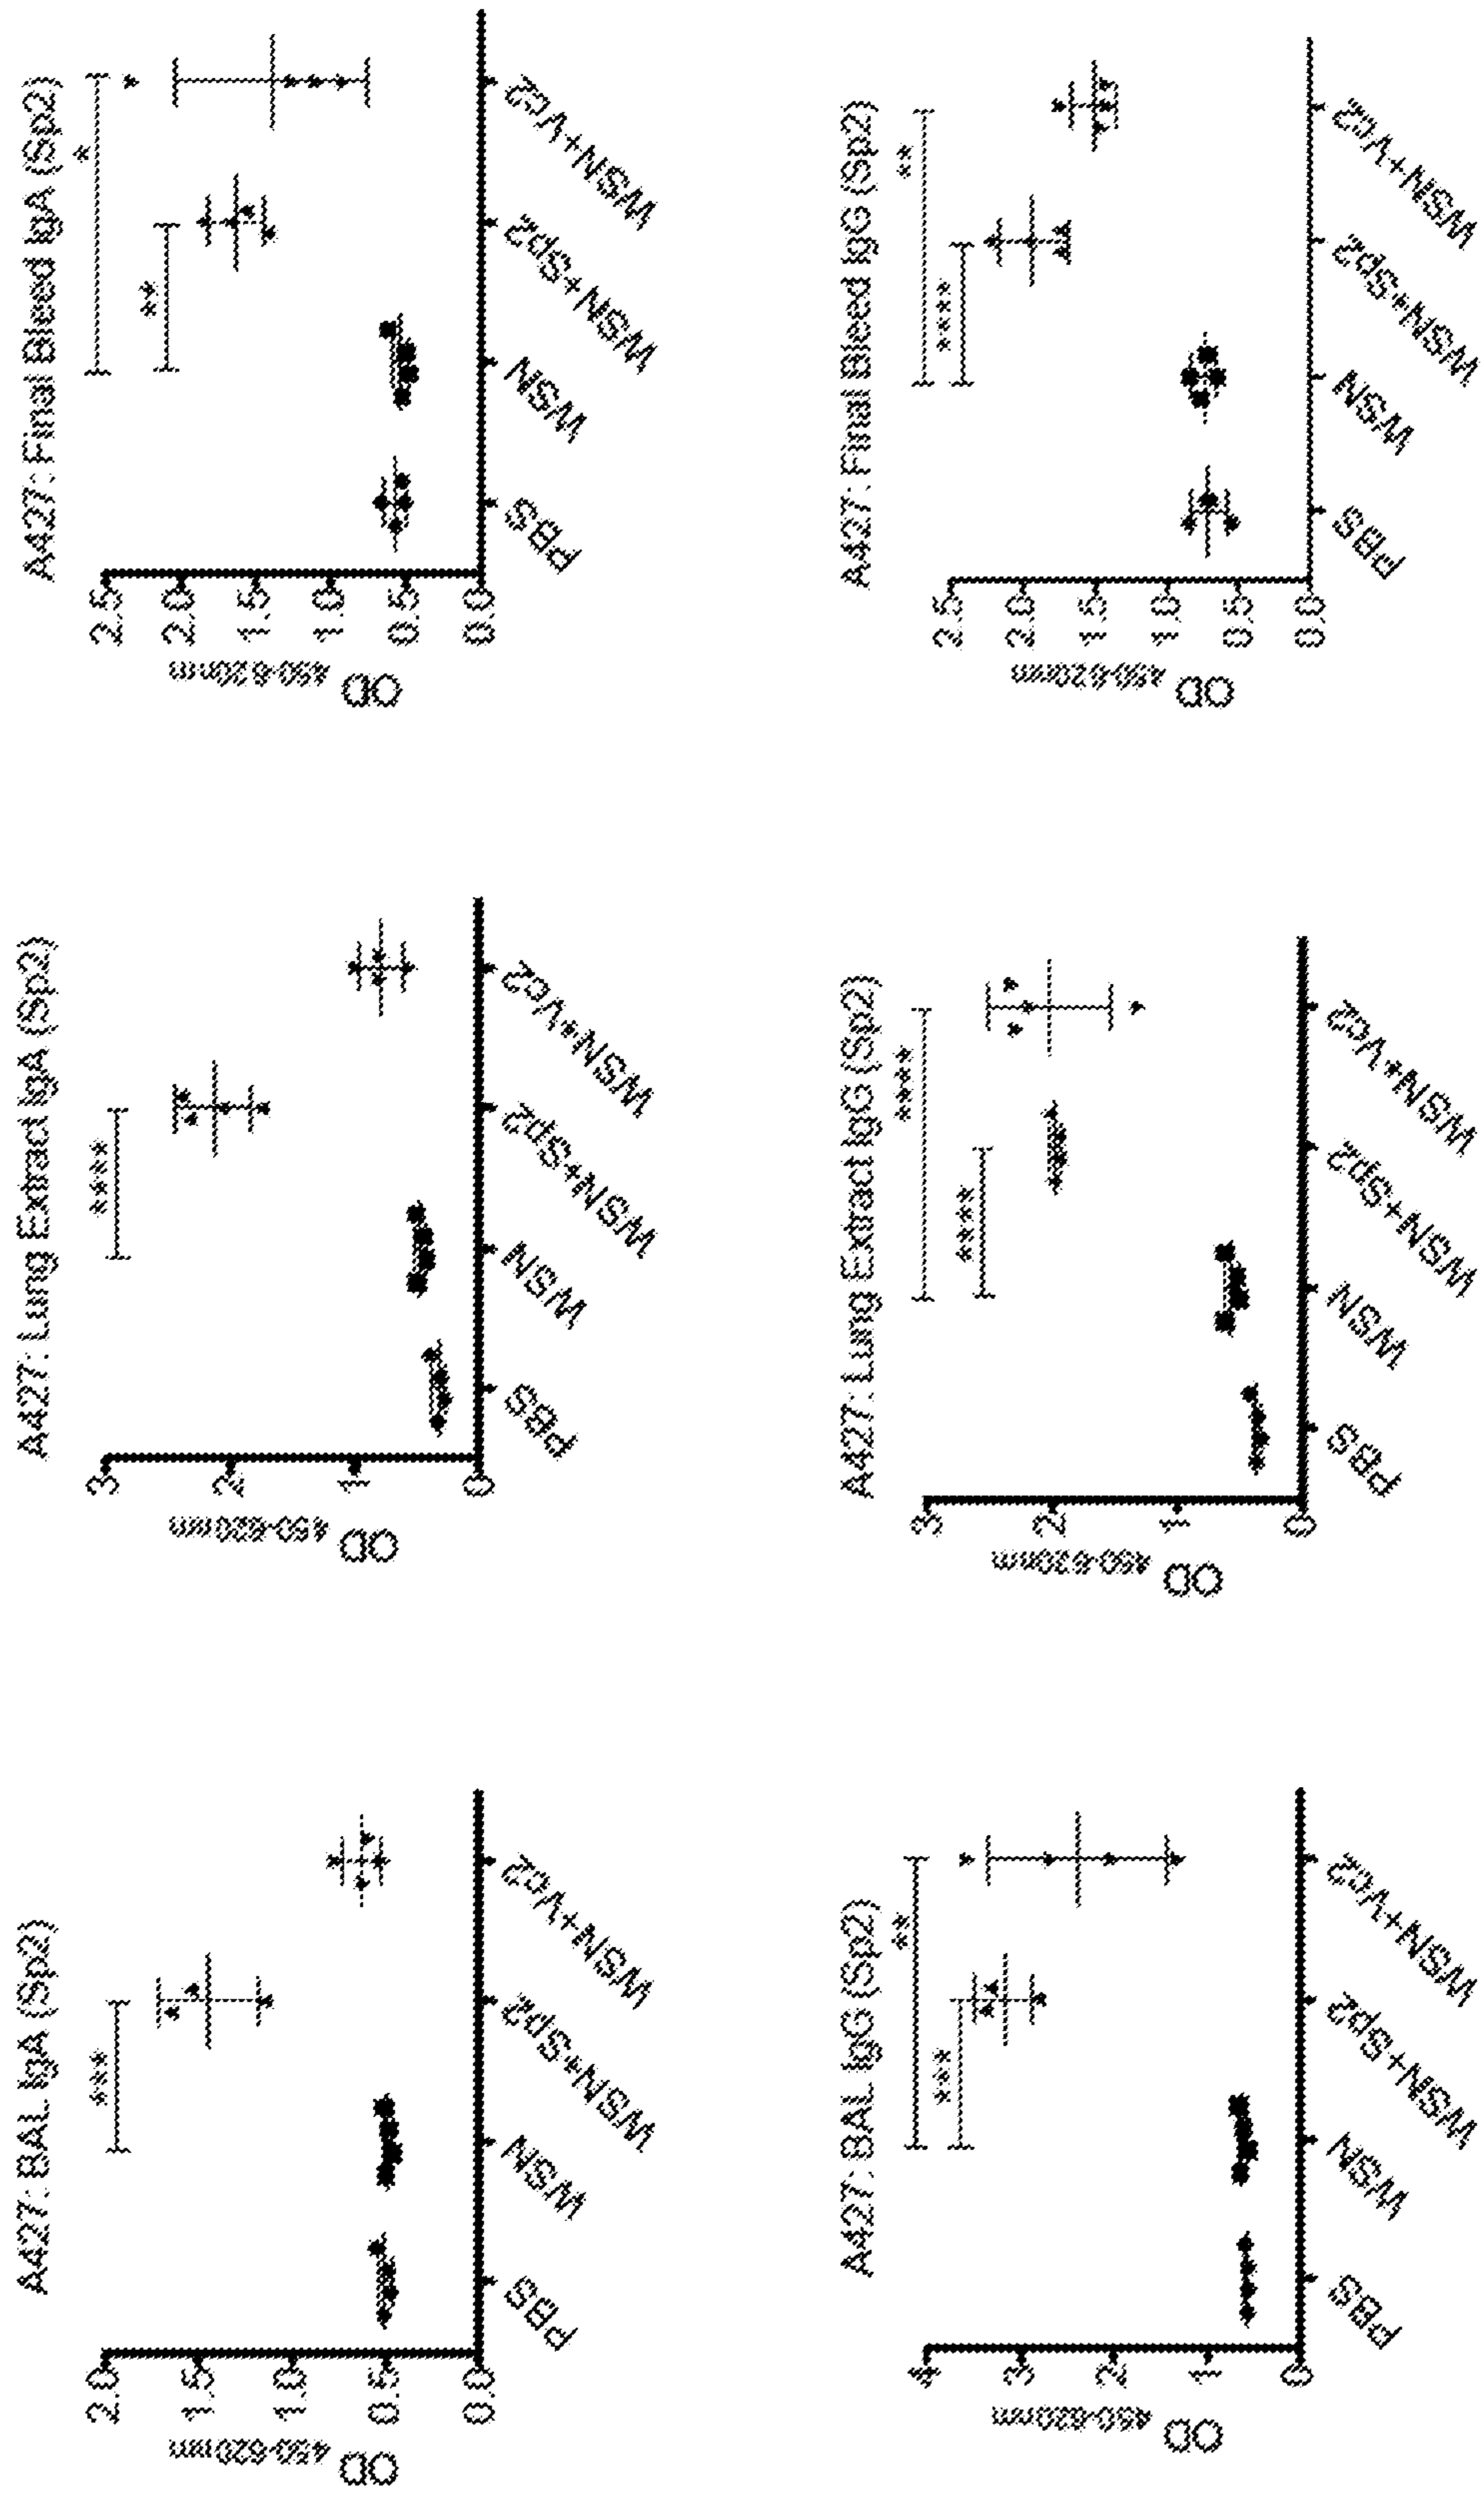 A427: BAL IgA (Sp2)
***
OD 450-620nm
2.0
1.5
1.0
0.5
0.0
PBS
WSN
WSN+Sp2
WSN+Vc2
A427: Lung Extract IgA (Sp2)
****
OD 450-620nm
3
2
1
0
PBS
WSN
WSN+Sp2
WSN+Vc2
A427: Final Bleed IgA (Sp2)
*
**
OD 450-620nm
2.5
2.0
1.5
1.0
0.5
0.0
PBS
WSN
WSN+Sp2
WSN+Vc2
A427: BAL IgG (Sp2)
**
***
OD 450-620nm
4
3
2
1
0
PBS
WSN
WSN+Sp2
WSN+Vc2
A427: Lung Extract IgG (Sp2)
****
****
OD 450-620nm
3
2
1
0
PBS
WSN
WSN+Sp2
WSN+Vc2
A427: Final Bleed IgG (Sp2)
**
****
OD 450-620nm
2.5
2.0
1.5
1.0
0.5
0.0
PBS
WSN
WSN+Sp2
WSN+Vc2